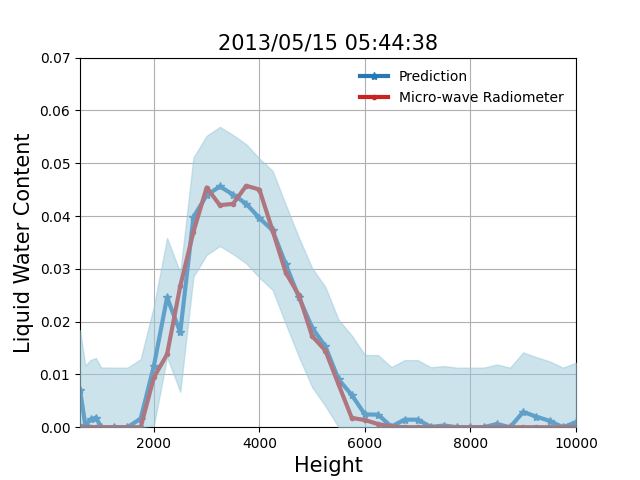 2013/05/15 05:44:38
Prediction
Micro-wave Radiometer
Liquid Water Content
0.07
0.06
0.05
0.04
0.03
0.02
0.01
0.00
2000 4000 6000 8000 10000
Height